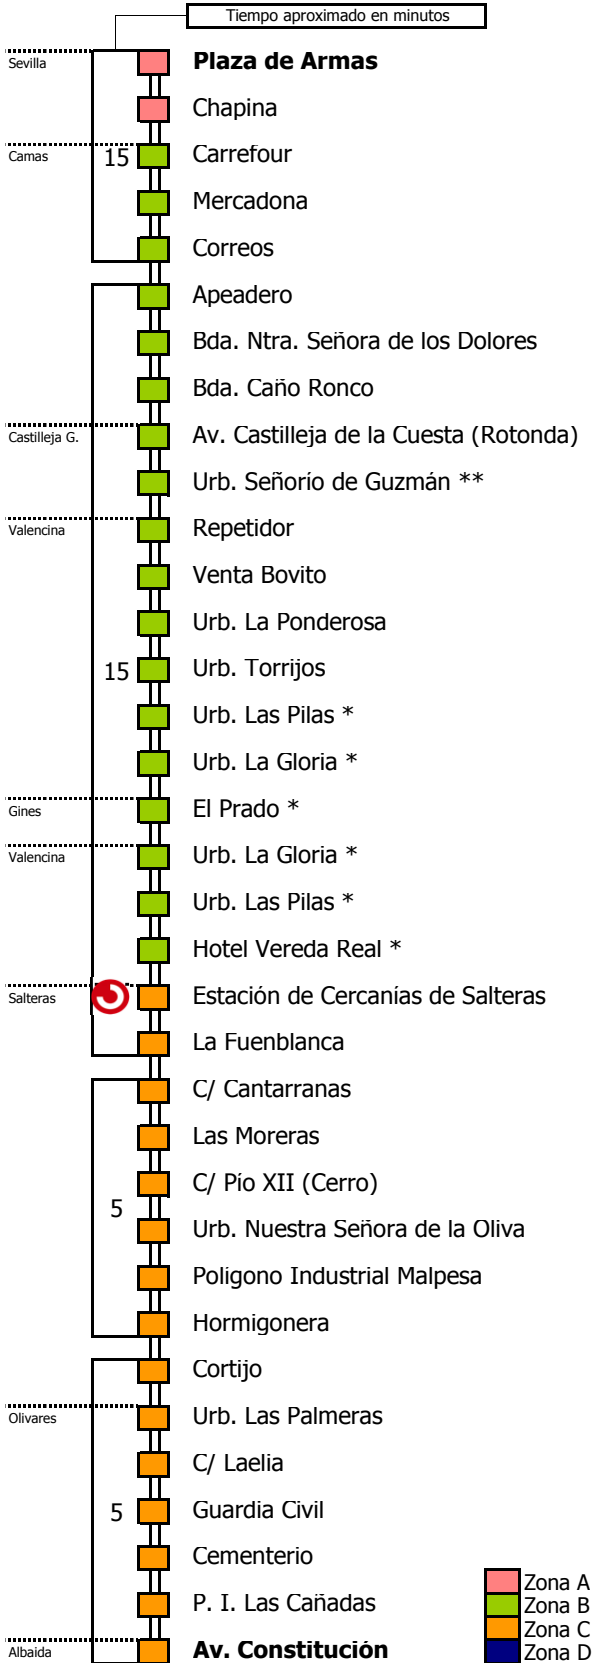 Tiempo aproximado en minutos
Sevilla
Plaza de Armas
Chapina
Camas
15
Carrefour
Mercadona
Correos
Apeadero
Bda. Ntra. Señora de los Dolores
Bda. Caño Ronco
Castilleja G.
Av. Castilleja de la Cuesta (Rotonda)
Urb. Señorío de Guzmán **
Valencina
Repetidor
Venta Bovito
Urb. La Ponderosa
15
Urb. Torrijos
Urb. Las Pilas *
Urb. La Gloria *
Gines
El Prado *
Valencina
Urb. La Gloria *
Urb. Las Pilas *
Hotel Vereda Real *
Salteras
Estación de Cercanías de Salteras
La Fuenblanca
C/ Cantarranas
Las Moreras
C/ Pío XII (Cerro)
5
Urb. Nuestra Señora de la Oliva
Poligono Industrial Malpesa
Hormigonera
Cortijo
Olivares
Urb. Las Palmeras
C/ Laelia
5
Guardia Civil
Cementerio
P. I. Las Cañadas
Albaida
Av. Constitución
Zona A
Zona B
Zona C
Zona D